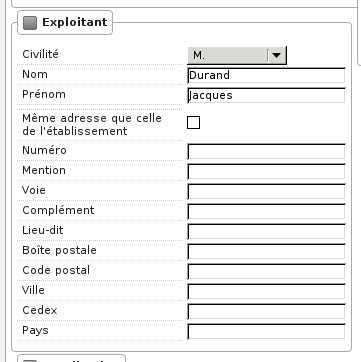 Exploitant
Civilité M.
Nom Durand
Prénom Jacques
Même adresse que celle
de l'établissement
Numéro
Mention
Voie
Complément
Lieu-dit
Boîte postale
Code postal
Ville
Cedex
Pays